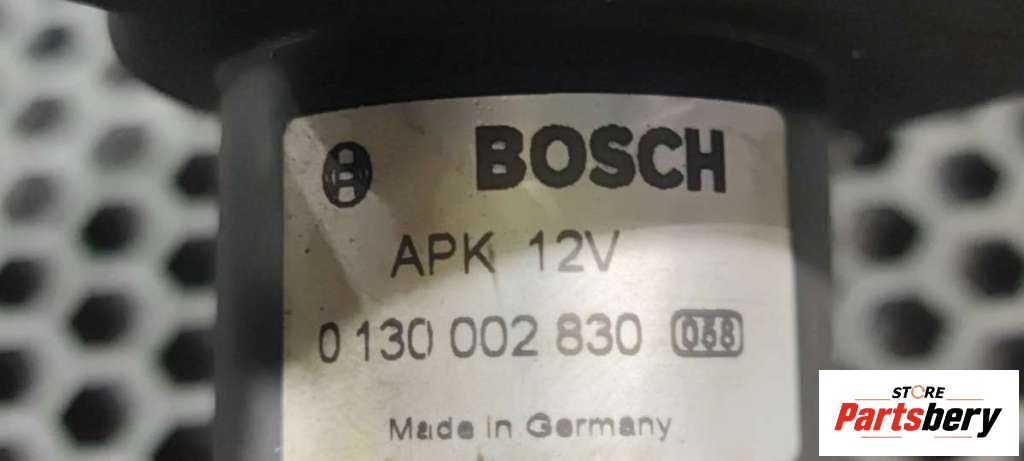 BOSCH
APK 12V
0 130 002 830 068
Made in Germany
STORE
Partsbery